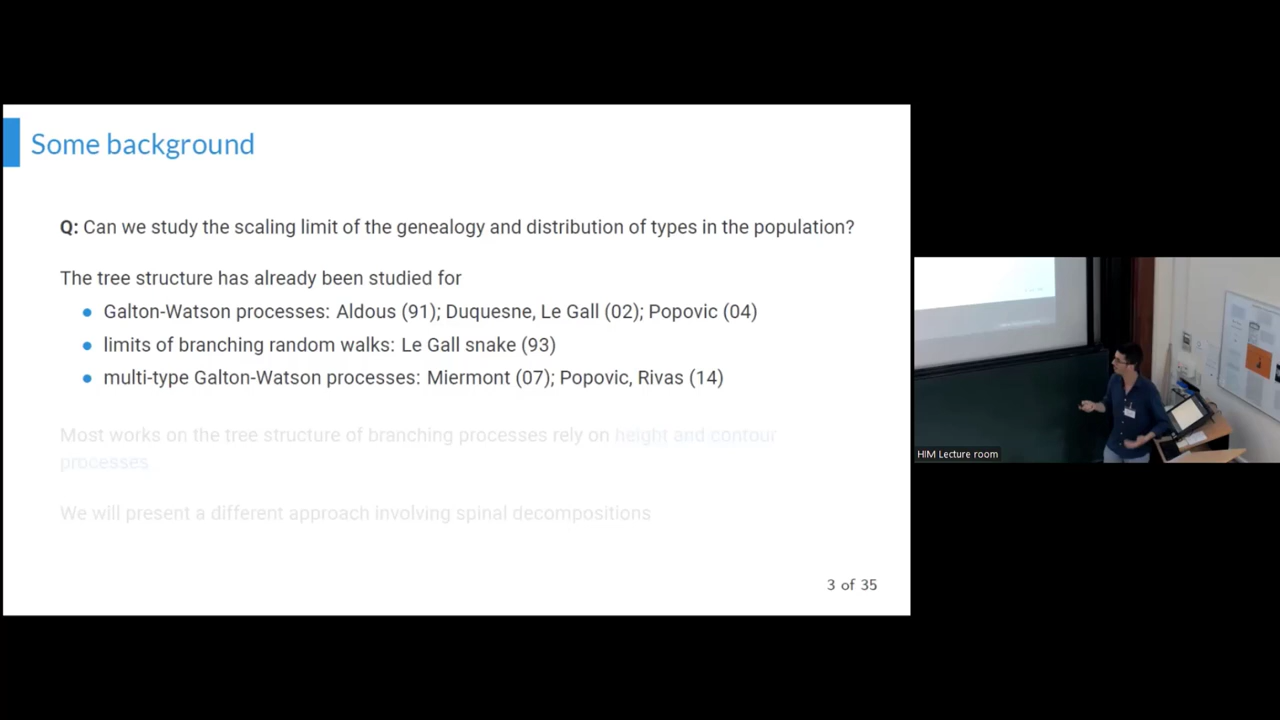 Some background
Q: Can we study the scaling limit of the genealogy and distribution of types in the population?
The tree structure has already been studied for
• Galton-Watson processes: Aldous (91); Duquesne, Le Gall (02); Popovic (04)
• limits of branching random walks: Le Gall snake (93)
• multi-type Galton-Watson processes: Miermont (07); Popovic, Rivas (14)
Most works on the tree structure of branching processes rely on height and contour
processes
We will present a different approach involving spinal decompositions
3 of 35
HIM Lecture room